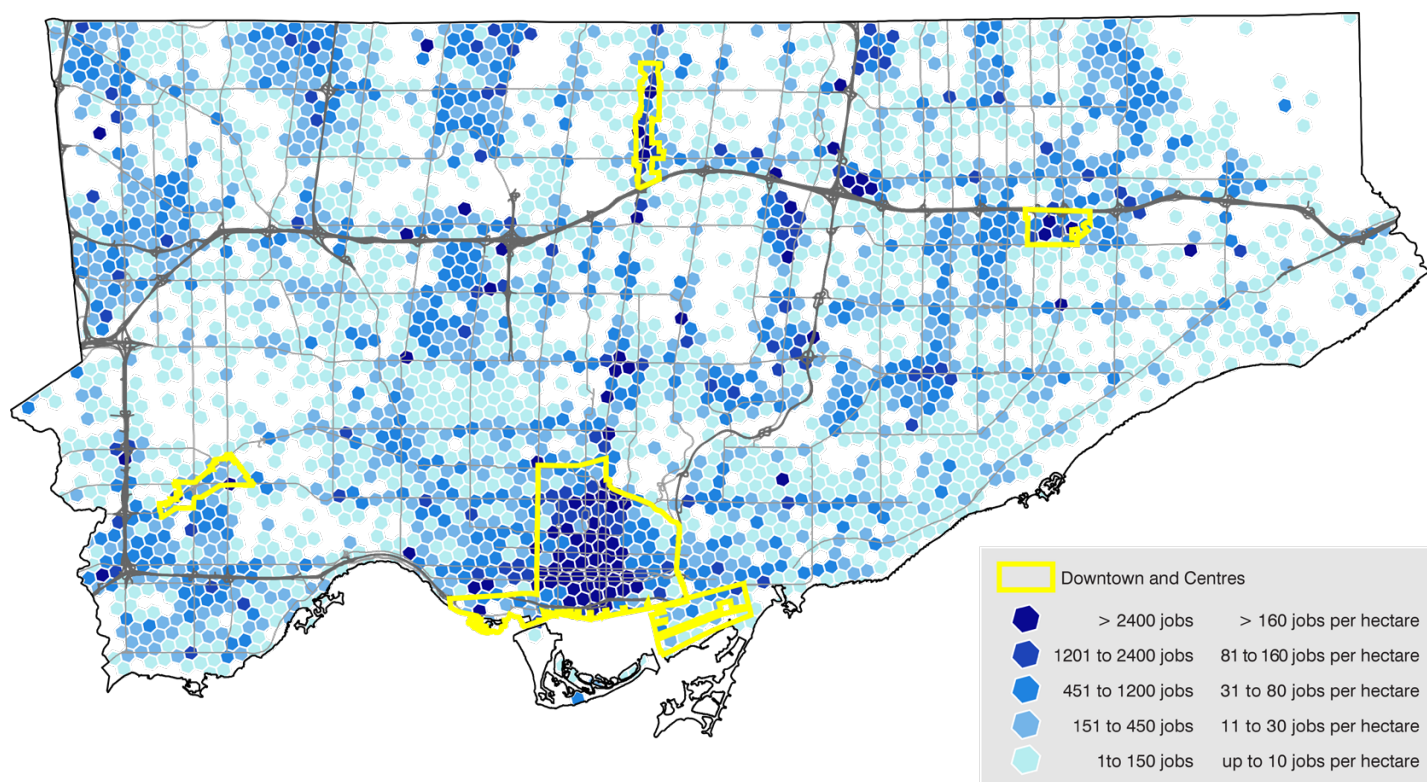 Downtown and Centres
> 2400 jobs > 160 jobs per hectare
1201 to 2400 jobs 81 to 160 jobs per hectare
451 to 1200 jobs 31 to 80 jobs per hectare
151 to 450 jobs 11 to 30 jobs per hectare
1to 150 jobs up to 10 jobs per hectare